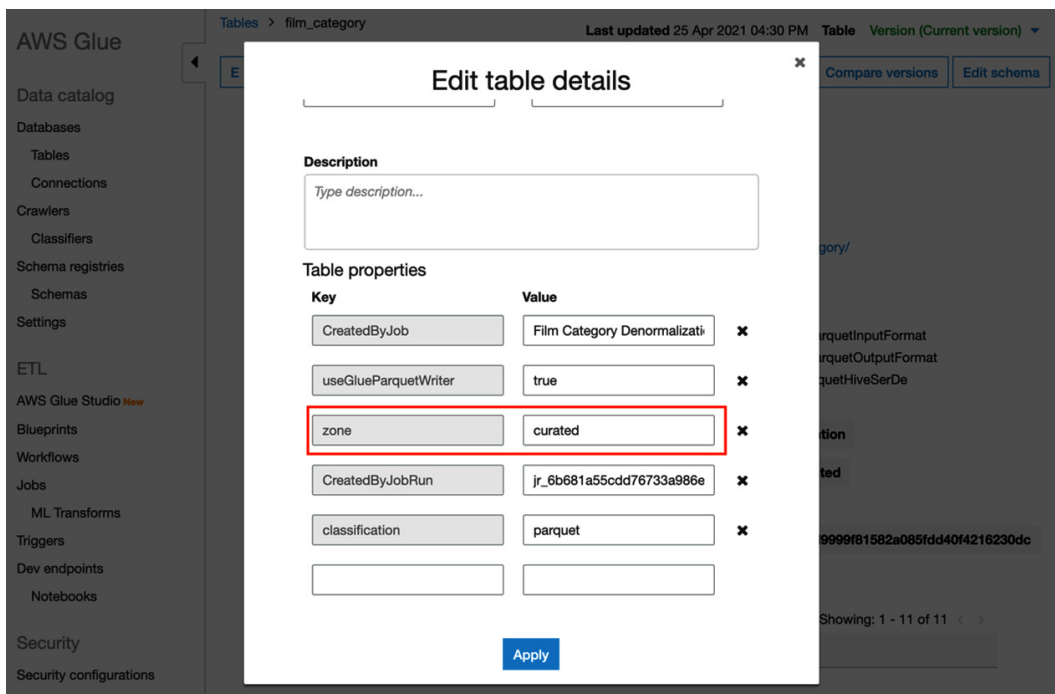 AWS Glue
Data catalog
Databases
Tables
Connections
Crawlers
Classifiers
Schema registries
Schemas
Settings
ETL
AWS Glue Studio New
Blueprints
Workflows
Jobs
ML Transforms
Triggers
Dev endpoints
Notebooks
Security
Security configurations
Tables > film_category
Last updated 25 Apr 2021 04:30 PM Table Version (Current version)
E
Compare versions
Edit schema
Edit table details
Description
Type description...
Table properties
Key Value
CreatedByJob Film Category Denormalizati
useGlueParquetWriter true
zone curated
CreatedByJobRun jr_6b681a55cdd76733a986e
classification parquet
Apply
gory/
rquetInputFormat
rquetOutputFormat
quetHiveSerDe
tion
ted
9999f81582a085fdd40f4216230dc
Showing: 1 - 11 of 11 < >